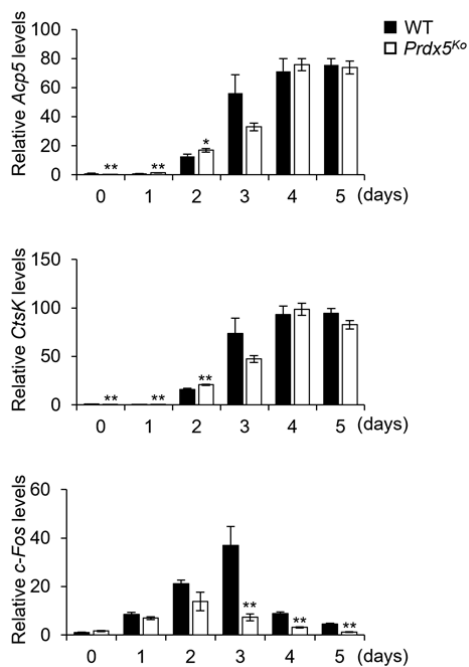 WT
Prdx5Ko
Relative Acp5 levels
100
80
60
40
20
0
** ** *
0 1 2 3 4 5 (days)
Relative CtsK levels
150
100
50
0
** ** **
0 1 2 3 4 5 (days)
Relative c-Fos levels
60
40
20
0
** ** **
0 1 2 3 4 5 (days)